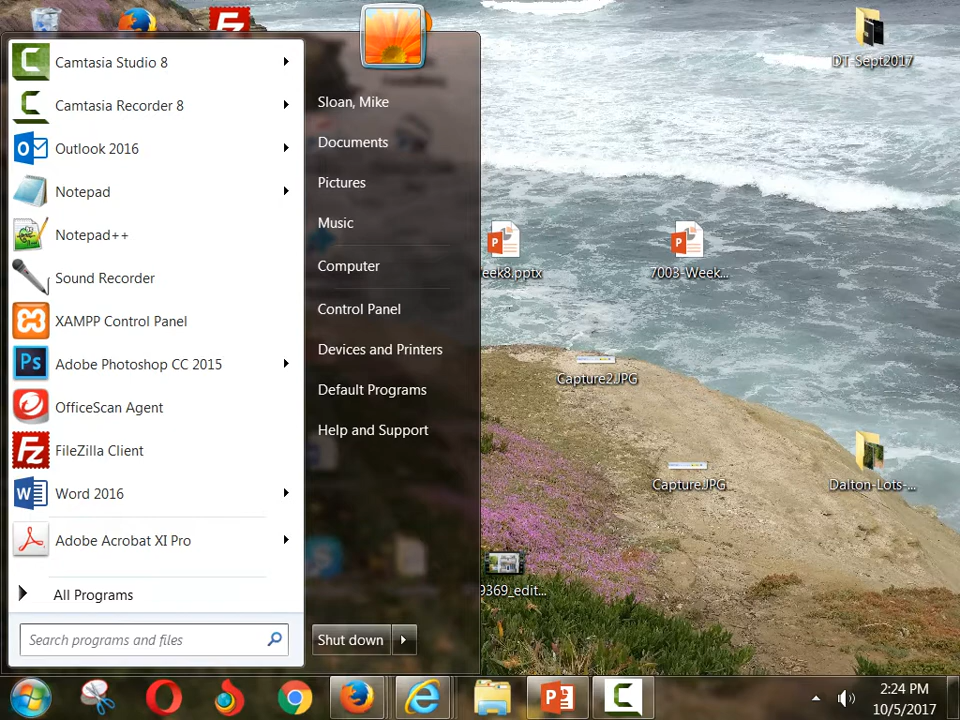 Camtasia Studio 8
Camtasia Recorder 8
Outlook 2016
Notepad
Notepad++
Sound Recorder
XAMPP Control Panel
Adobe Photoshop CC 2015
OfficeScan Agent
FileZilla Client
Word 2016
Adobe Acrobat XI Pro
All Programs
Search programs and files
Sloan, Mike
Documents
Pictures
Music
Computer
Control Panel
Devices and Printers
Default Programs
Help and Support
Shut down
DT-Sept2017
eek8.pptx
7003-Week...
Capture2.JPG
Capture.JPG
Dalton-Lots-...
9369_edit...
2:24 PM
10/5/2017